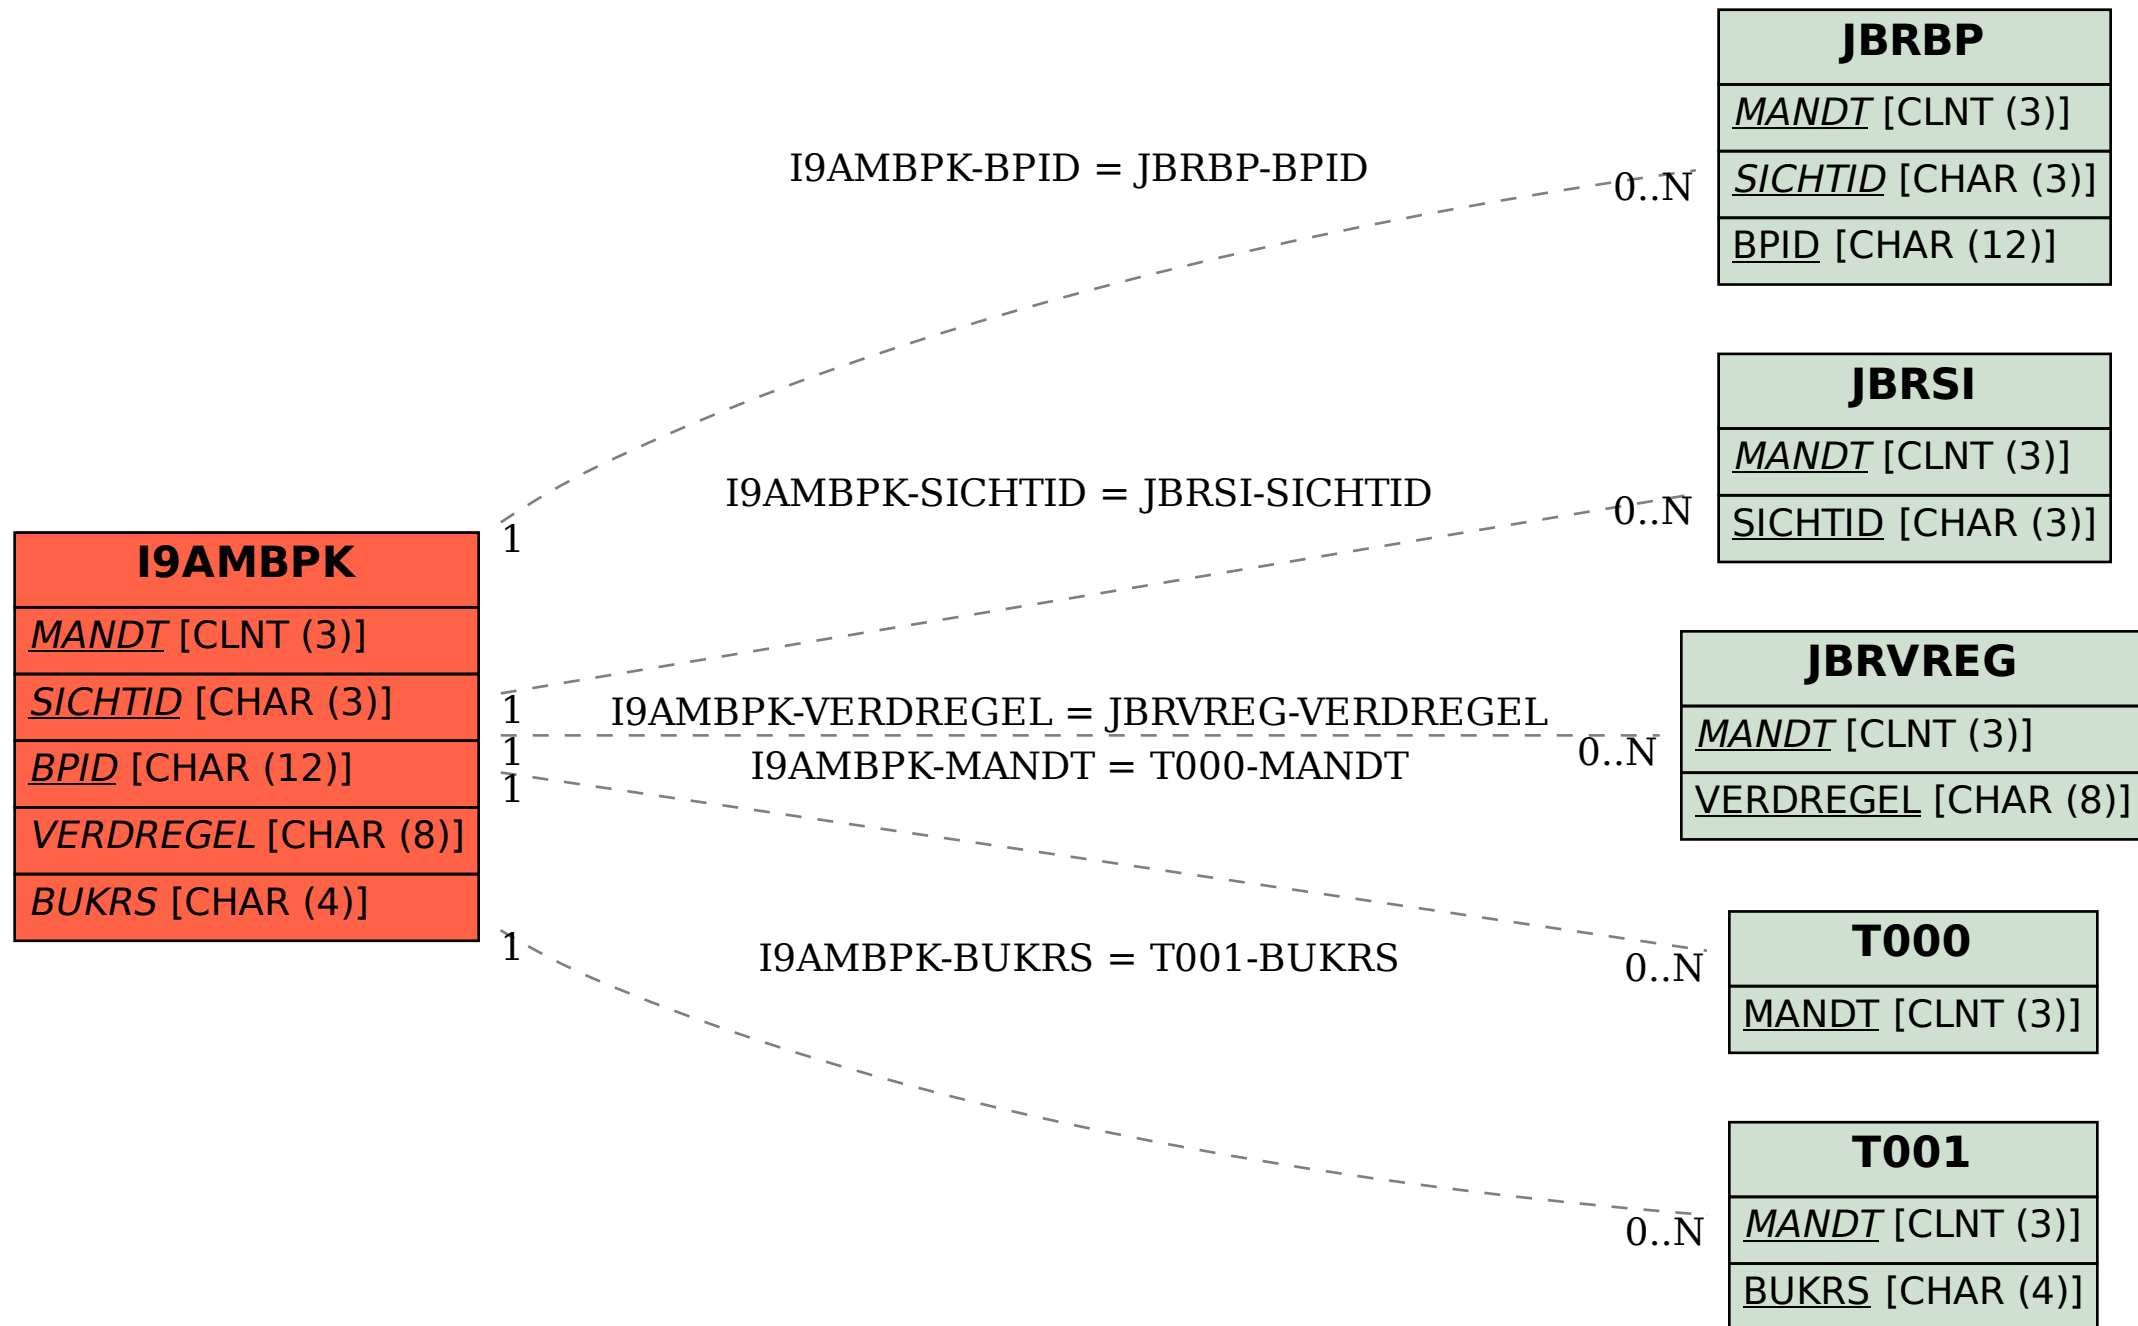 JBRBP
MANDT [CLNT (3)]
SICHTID [CHAR (3)]
BPID [CHAR (12)]
I9AMBPK-BPID = JBRBP-BPID
0..N
1
JBRSI
MANDT [CLNT (3)]
SICHTID [CHAR (3)]
I9AMBPK-SICHTID = JBRSI-SICHTID
0..N
1
I9AMBPK
MANDT [CLNT (3)]
SICHTID [CHAR (3)]
BPID [CHAR (12)]
VERDREGEL [CHAR (8)]
BUKRS [CHAR (4)]
I9AMBPK-VERDREGEL = JBRVREG-VERDREGEL
1
0..N
JBRVREG
MANDT [CLNT (3)]
VERDREGEL [CHAR (8)]
I9AMBPK-MANDT = T000-MANDT
1
0..N
T000
MANDT [CLNT (3)]
I9AMBPK-BUKRS = T001-BUKRS
1
0..N
T001
MANDT [CLNT (3)]
BUKRS [CHAR (4)]